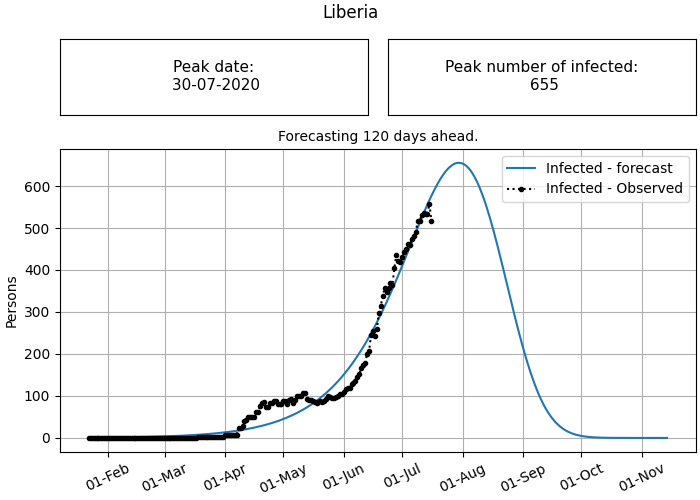 Liberia
Peak date:
30-07-2020
Peak number of infected:
655
Forecasting 120 days ahead.
Infected - forecast
Infected - Observed
Persons
600
500
400
300
200
100
0
01-Feb
01-Mar
01-Apr
01-May
01-Jun
01-Jul
01-Aug
01-Sep
01-Oct
01-Nov